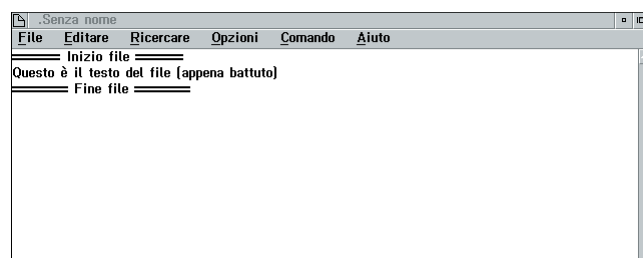 .Senza nome
File Editare Ricercare Opzioni Comando Aiuto
Inizio file
Questo è il testo del file (appena battuto)
Fine file